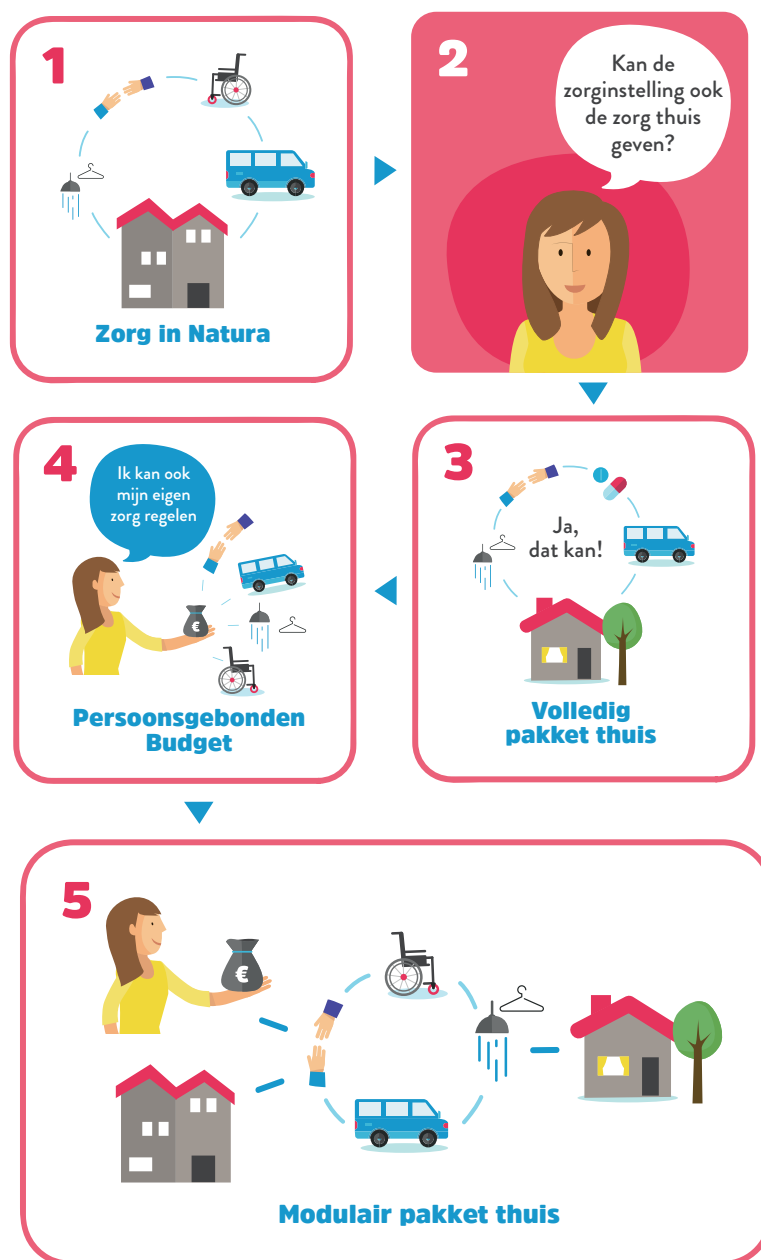 1
Zorg in Natura
2
Kan de
zorginstelling ook
de zorg thuis
geven?
3
Ja,
dat kan!
Volledig
pakket thuis
4
Ik kan ook
mijn eigen
zorg regelen
€
Persoonsgebonden
Budget
5
€
Modulair pakket thuis